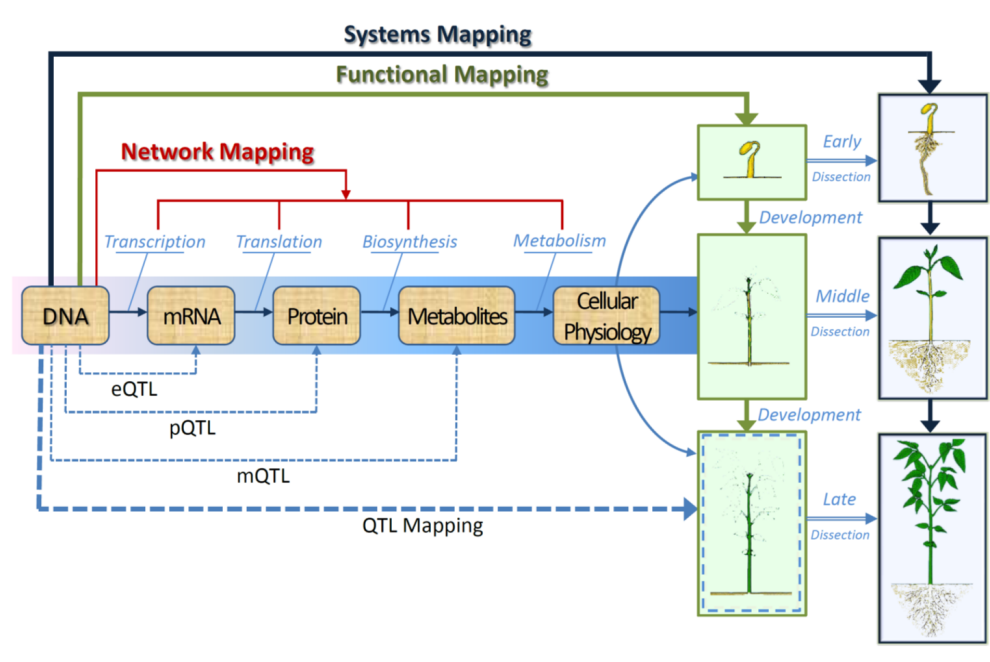 Systems Mapping
Functional Mapping
Network Mapping
Early
Dissection
Transcription
Translation
Biosynthesis
Metabolism
Development
DNA
mRNA
Protein
Metabolites
Cellular
Physiology
Middle
Dissection
eQTL
pQTL
mQTL
Development
QTL Mapping
Late
Dissection